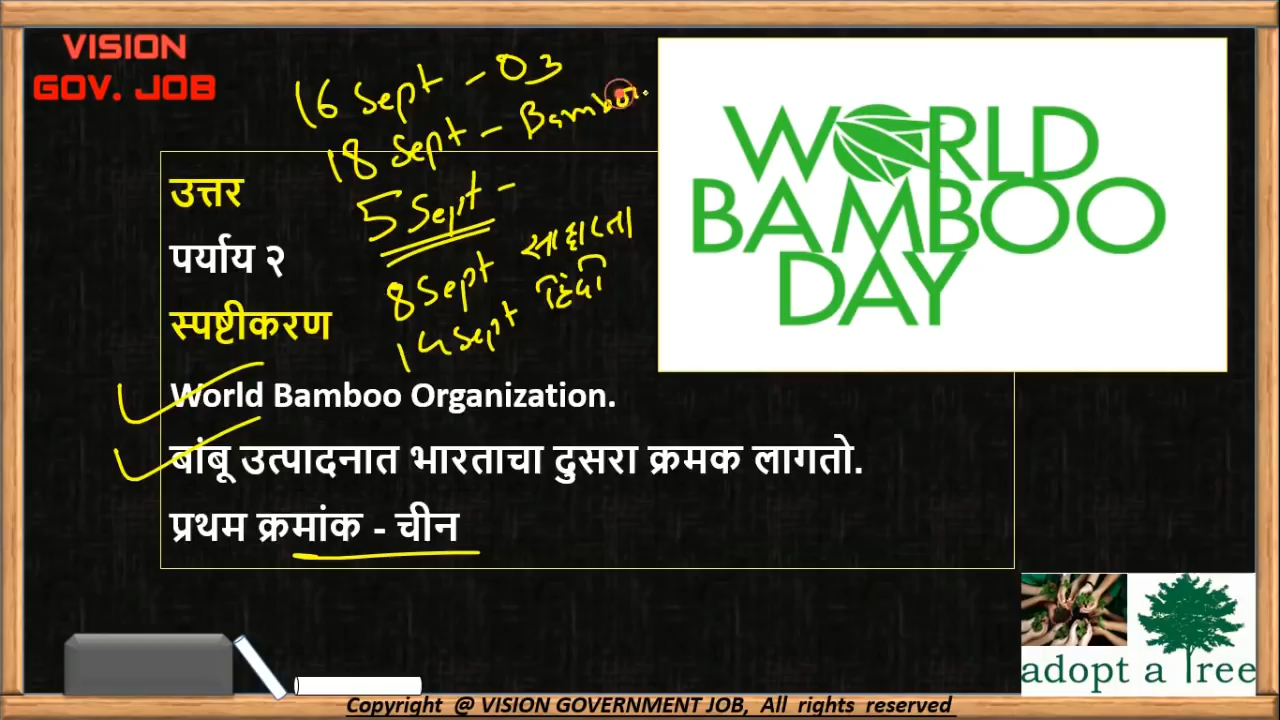 VISION
GOV. JOB
16 Sept - O3
18 Sept - Bamboo.
5 Sept -
8 Sept साक्षरता
14 Sept हिंदी
WORLD
BAMBOO
DAY
उत्तर
पर्याय २
स्पष्टीकरण
World Bamboo Organization.
बांबू उत्पादनात भारताचा दुसरा क्रमक लागतो.
प्रथम क्रमांक - चीन
adopt a Tree
Copyright @ VISION GOVERNMENT JOB, All rights reserved